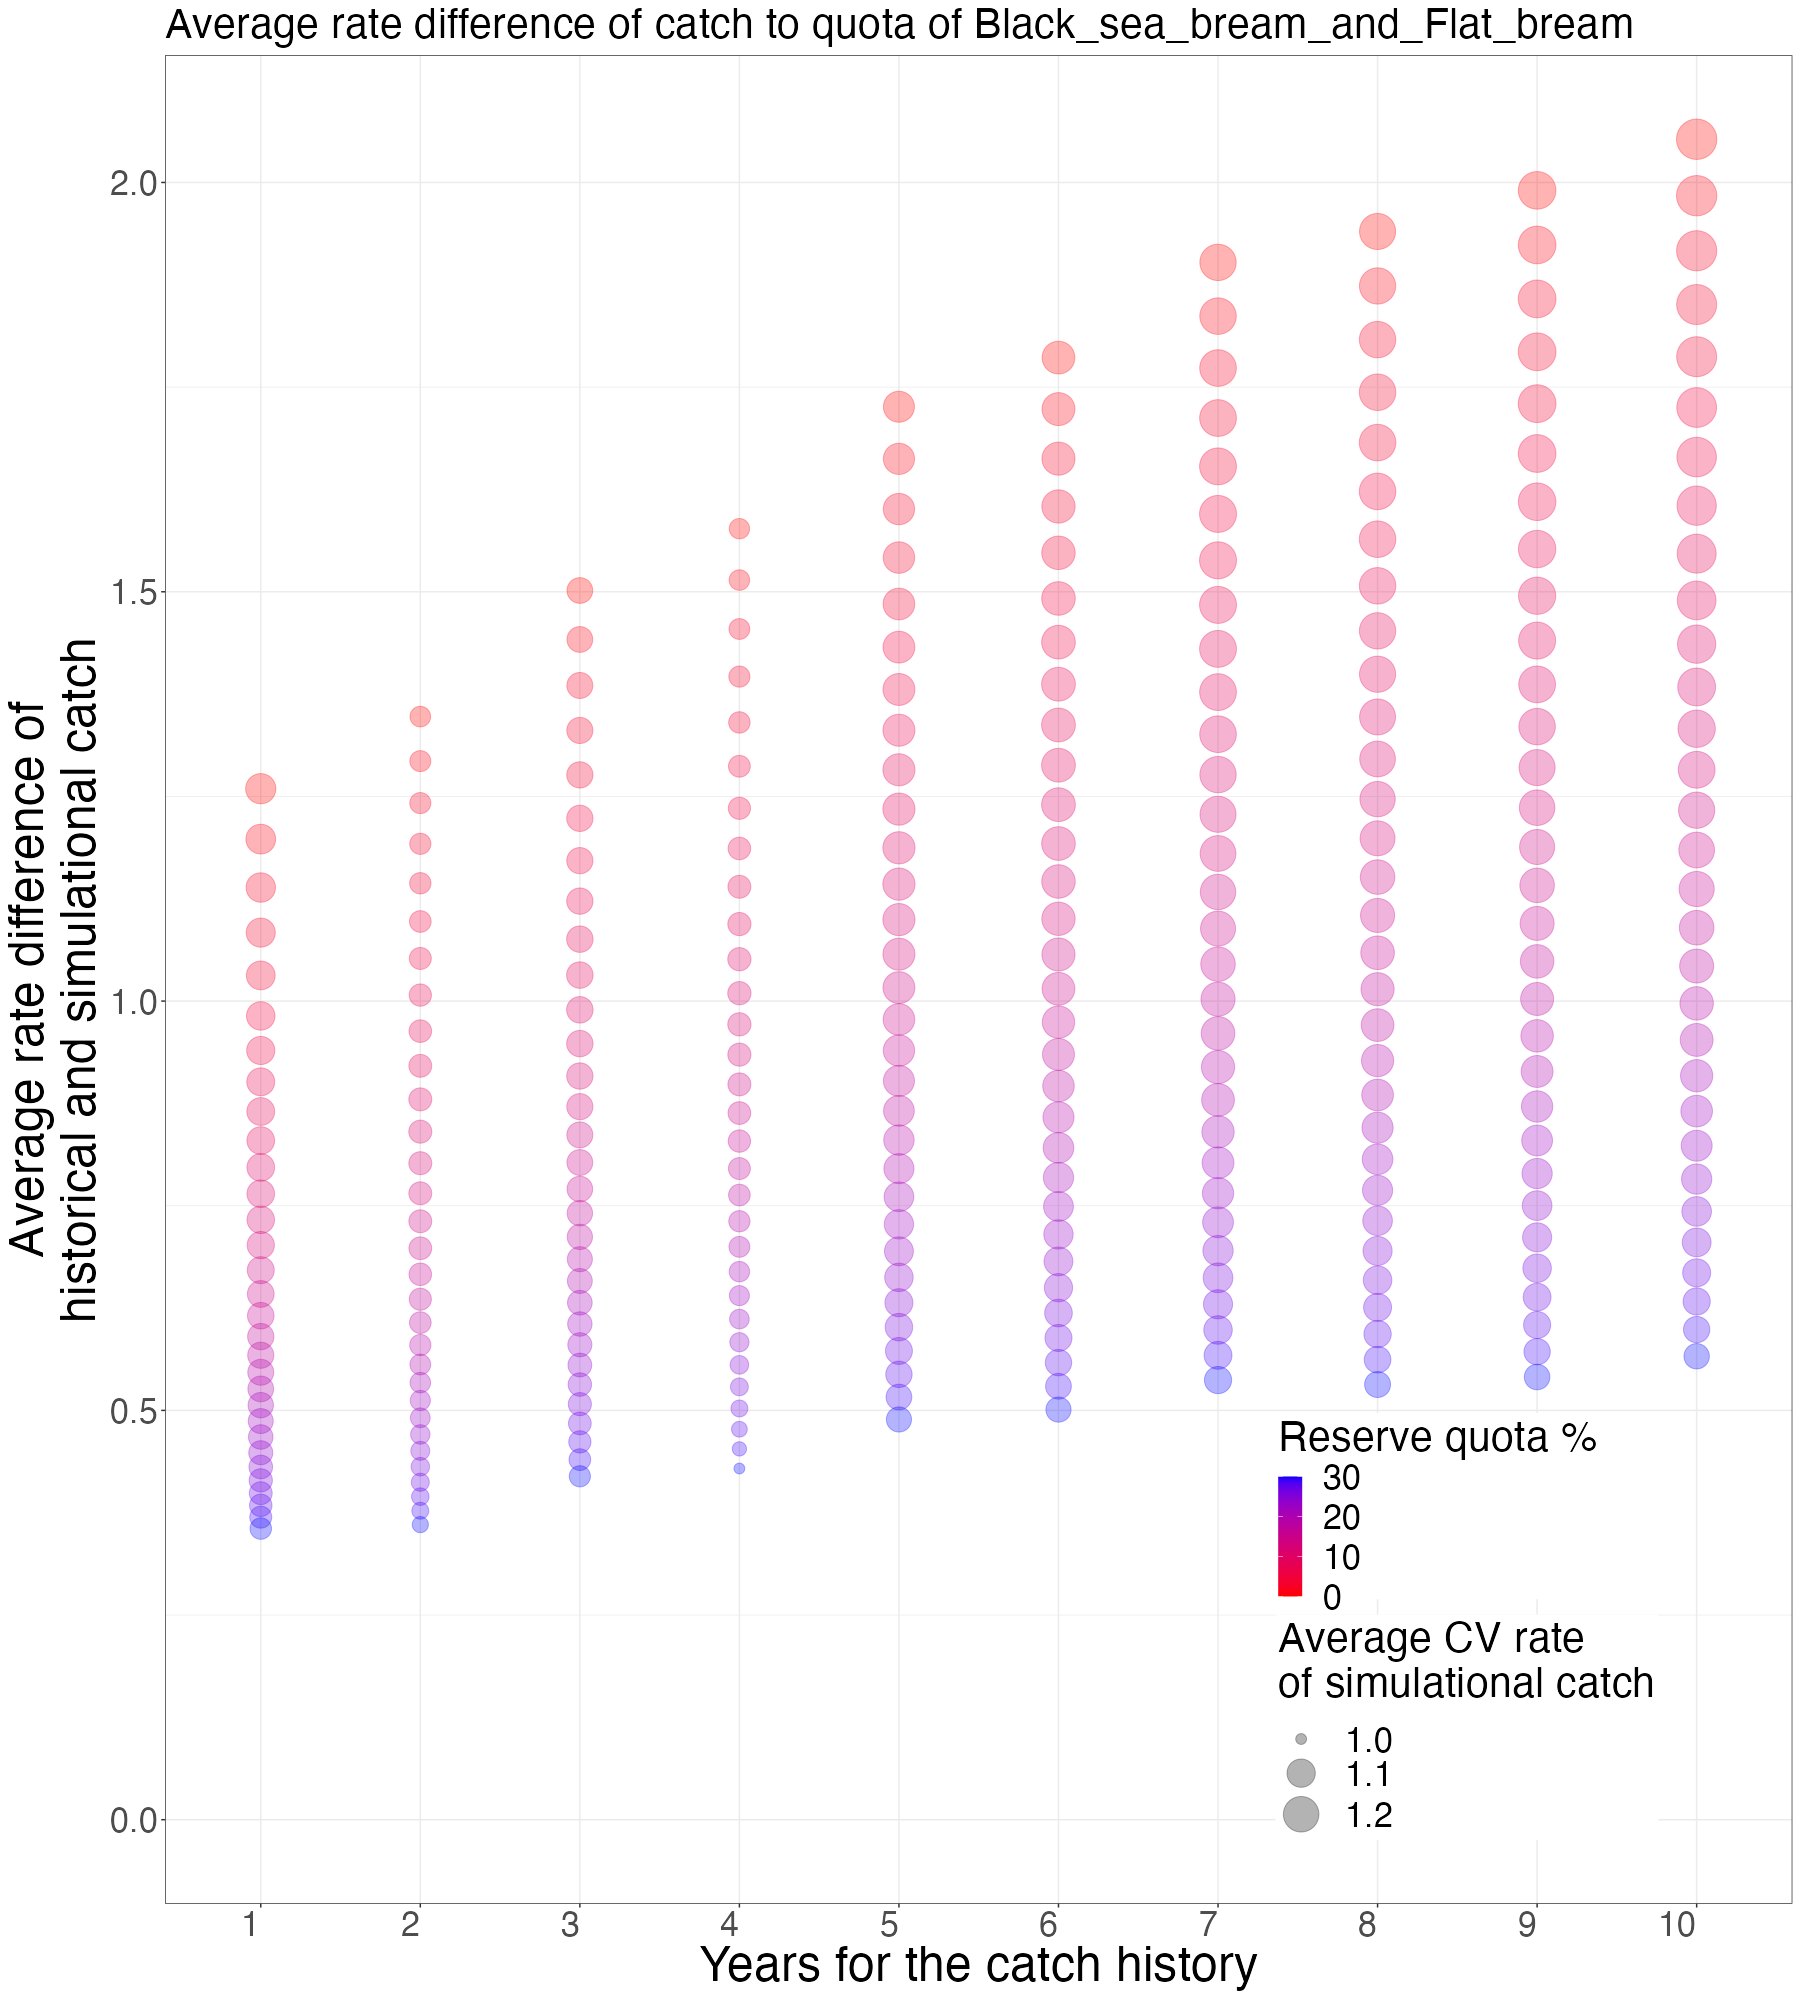 Average rate difference of catch to quota of Black_sea_bream_and_Flat_bream
Average rate difference of
historical and simulational catch
2.0
1.5
1.0
0.5
0.0
Reserve quota %
30
20
10
0
Average CV rate
of simulational catch
1.0
1.1
1.2
1 2 3 4 5 6 7 8 9 10
Years for the catch history